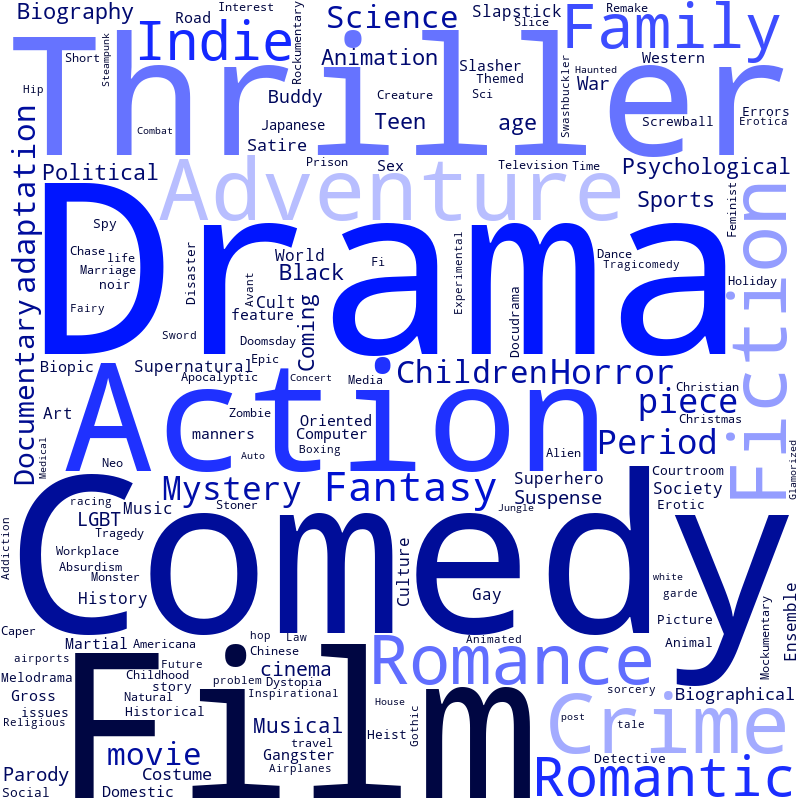 Biography
Road
Interest
Rockumentary
Science
Slapstick
Slice
Remake
Family
Indie
Thriller
Short
Steampunk
Animation
Slasher
Themed
Western
Haunted
War
Hip
Buddy
Creature
Sci
Swashbuckler
Errors
Erotica
Screwball
Combat
Japanese
Teen
age
Satire
Prison
Sex
Television
Time
Psychological
Political
Adventure
Sports
Feminist
Documentary
adaptation
Drama
Spy
Chase
life
Marriage
noir
Fairy
Disaster
World
Black
Avant
Cult
feature
Coming
Fi
Experimental
Docudrama
Dance
Tragicomedy
Holiday
Fiction
Sword
Doomsday
Epic
Biopic
Supernatural
Apocalyptic
Concert
Media
Children
Horror
Christian
Christmas
piece
Action
Art
Zombie
Oriented
manners
Computer
Boxing
Auto
Medical
Neo
Alien
Period
Glamorized
Mystery
Fantasy
Superhero
Suspense
Courtroom
Society
Erotic
Jungle
racing
LGBT
Music
Stoner
Tragedy
Comedy
Addiction
Workplace
Absurdism
Monster
History
Culture
Gay
white
garde
Picture
Animal
Mockumentary
Ensemble
Caper
Martial
Americana
hop
Law
Chinese
Animated
airports
Melodrama
Future
Childhood
story
Natural
Historical
problem
cinema
Dystopia
Inspirational
Romance
sorcery
Biographical
Gross
issues
Religious
Film
House
Gothic
Heist
Musical
travel
Gangster
Airplanes
Crime
post
tale
movie
Parody
Social
Costume
Domestic
Detective
Romantic